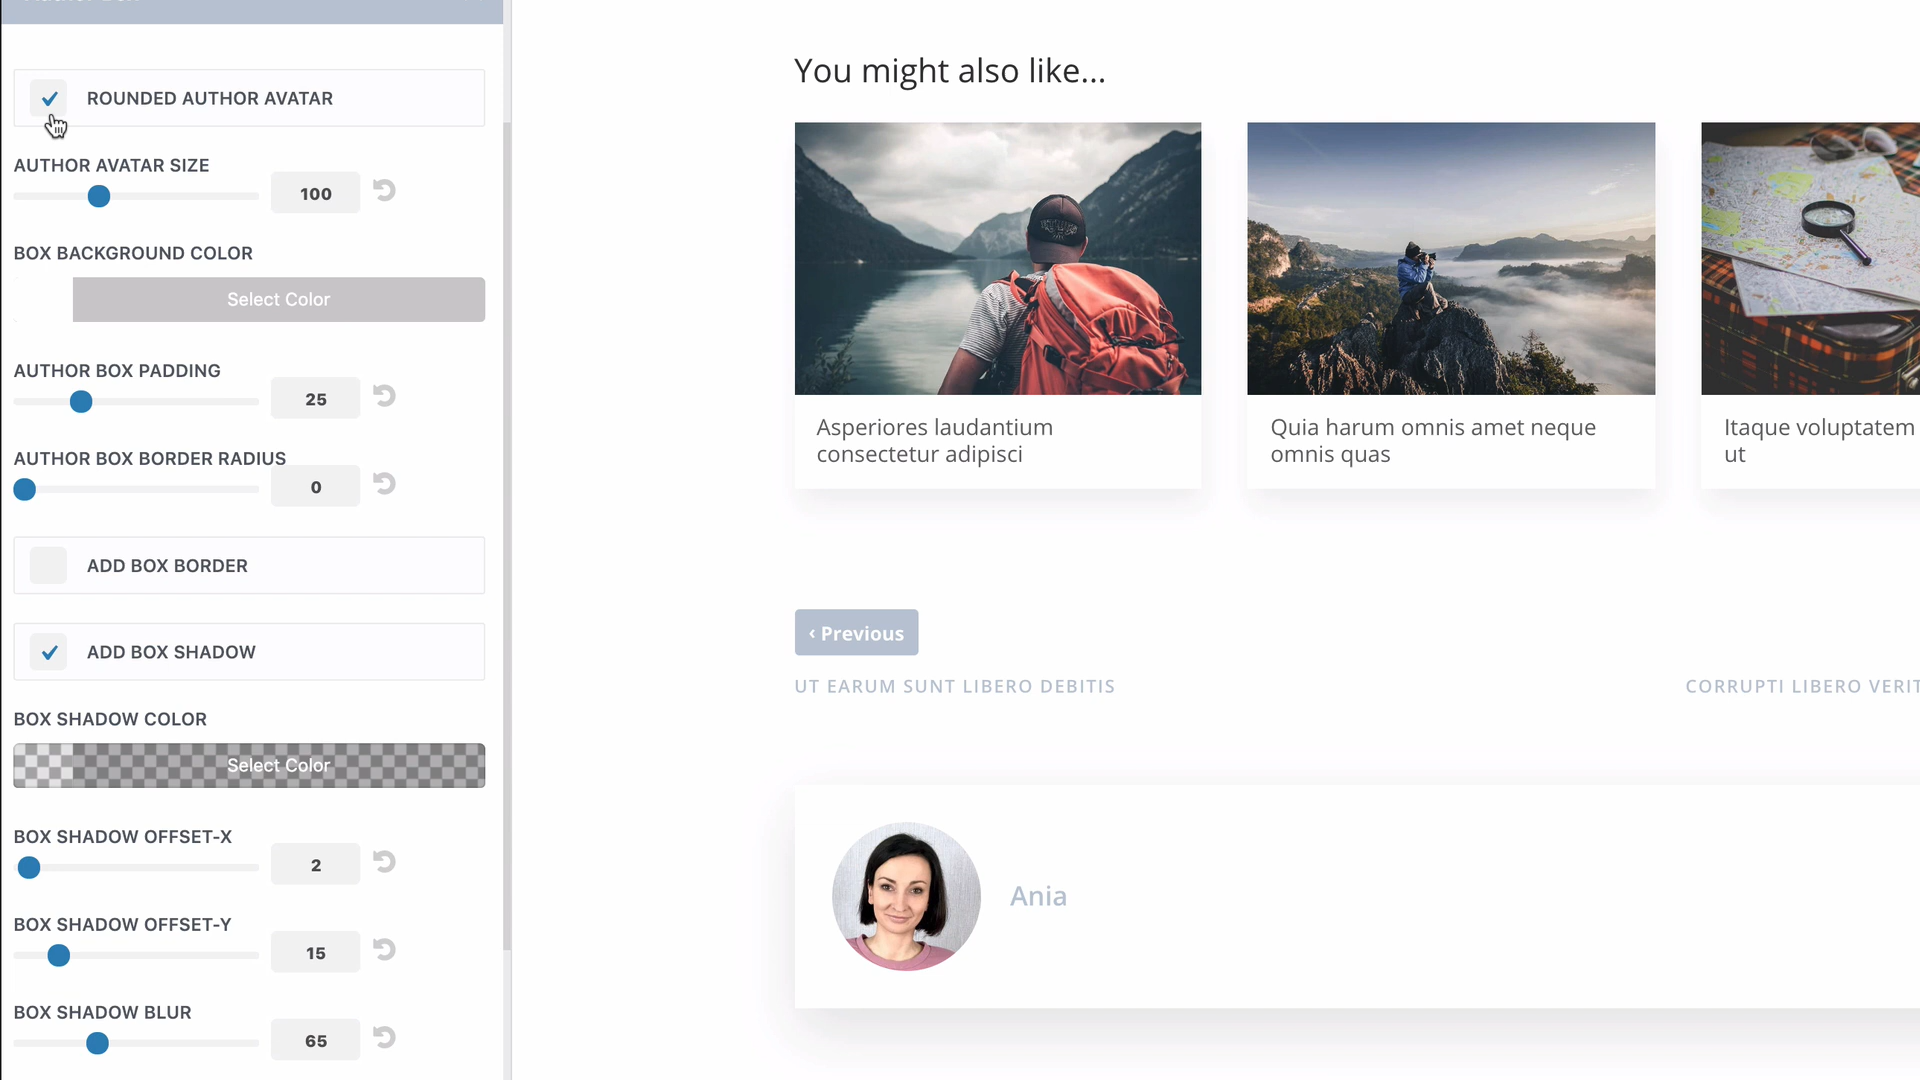 ROUNDED AUTHOR AVATAR
AUTHOR AVATAR SIZE
100
BOX BACKGROUND COLOR
Select Color
AUTHOR BOX PADDING
25
AUTHOR BOX BORDER RADIUS
0
ADD BOX BORDER
ADD BOX SHADOW
BOX SHADOW COLOR
Select Color
BOX SHADOW OFFSET-X
2
BOX SHADOW OFFSET-Y
15
BOX SHADOW BLUR
65
You might also like...
Asperiores laudantium
consectetur adipisci
Quia harum omnis amet neque
omnis quas
Itaque voluptatem
ut
‹ Previous
UT EARUM SUNT LIBERO DEBITIS
CORRUPTI LIBERO
Ania